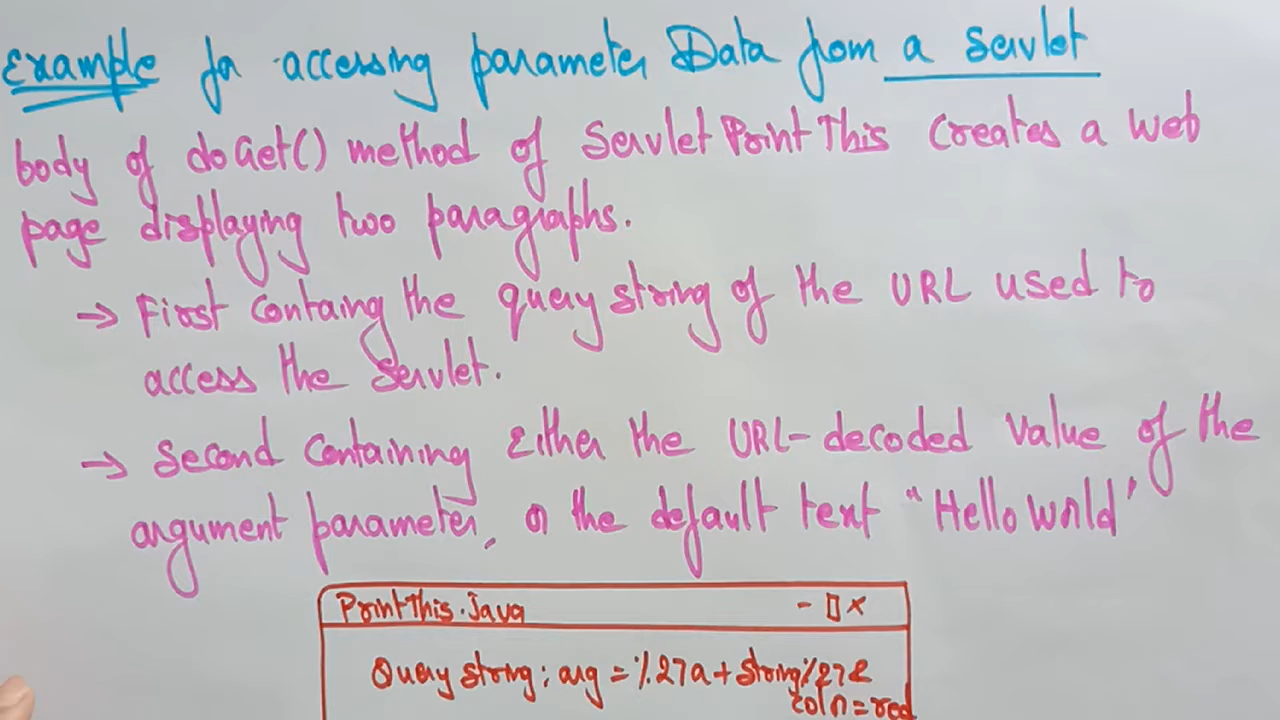 Example for accessing parameter Data from a servlet
body of doGet() method of Servlet PrintThis Creates a Web
page displaying two paragraphs.
→ First Containg the query string of the URL used to
access the Servlet.
→ Second Containing Either the URL-decoded Value of the
argument parameter, or the default text "Hello World"
PrintThis.Java - ▯ x
Query string: arg = %27a+string%27&
color=red